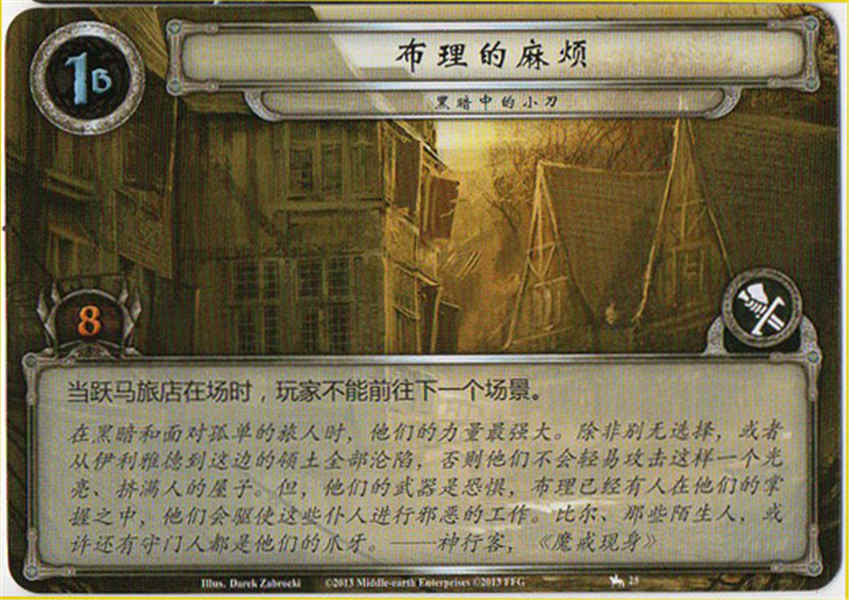 1B
布理的麻烦
黑暗中的小刀
8
当跃马旅店在场时，玩家不能前往下一个场景。
在黑暗和面对孤单的旅人时，他们的力量最强大。除非别无选择，或者
从伊利雅德到这边的领土全部沦陷，否则他们不会轻易攻击这样一个光
亮、挤满人的屋子。但，他们的武器是恐惧，布理已经有人在他们的掌
握之中，他们会驱使这些仆人进行邪恶的工作。比尔、那些陌生人，或
许还有守门人都是他们的爪牙。——神行客，《魔戒现身》
Illus. Darek Zabrocki ©2013 Middle-earth Enterprises ©2013 FFG 25